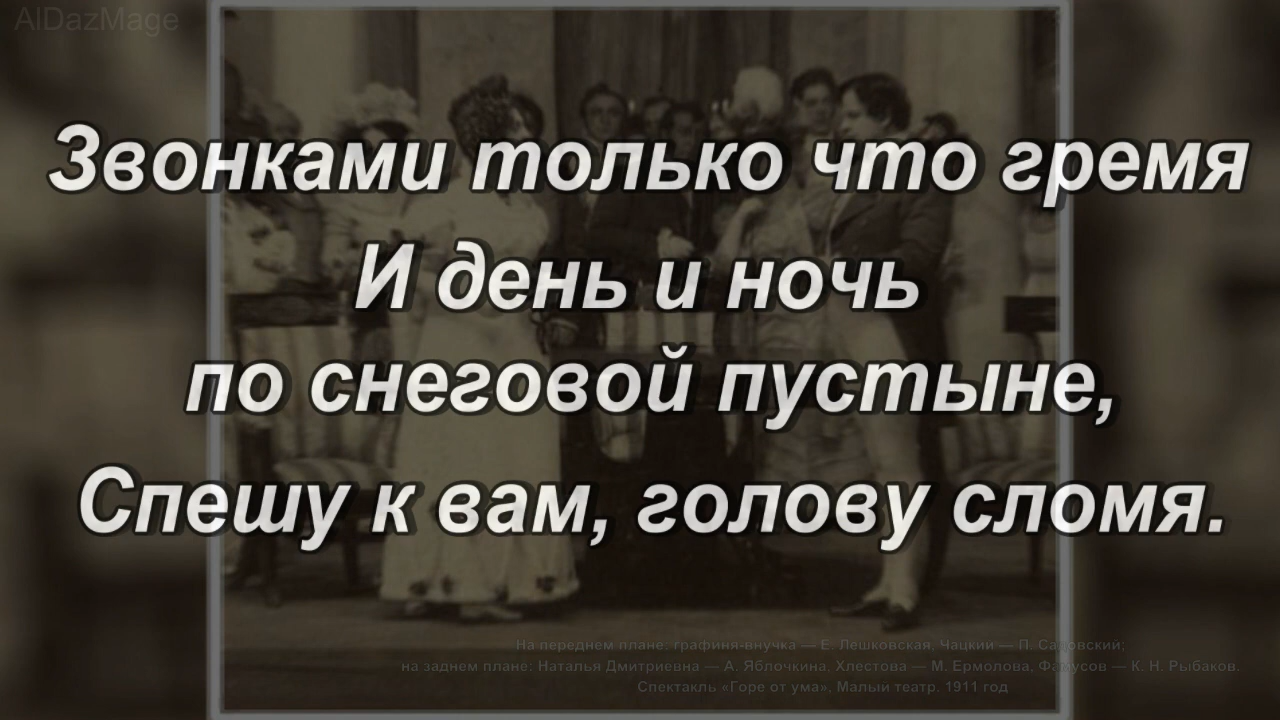 AlDazMage
Звонками только что гремя
И день и ночь
по снеговой пустыне,
Спешу к вам, голову сломя.
На переднем плане: графиня-внучка — Е. Лешковская, Чацкий — П. Садовский;
на заднем плане: Наталья Дмитриевна — А. Яблочкина, Хлестова — М. Ермолова, Фамусов — К. Н. Рыбаков.
Спектакль «Горе от ума», Малый театр. 1911 год